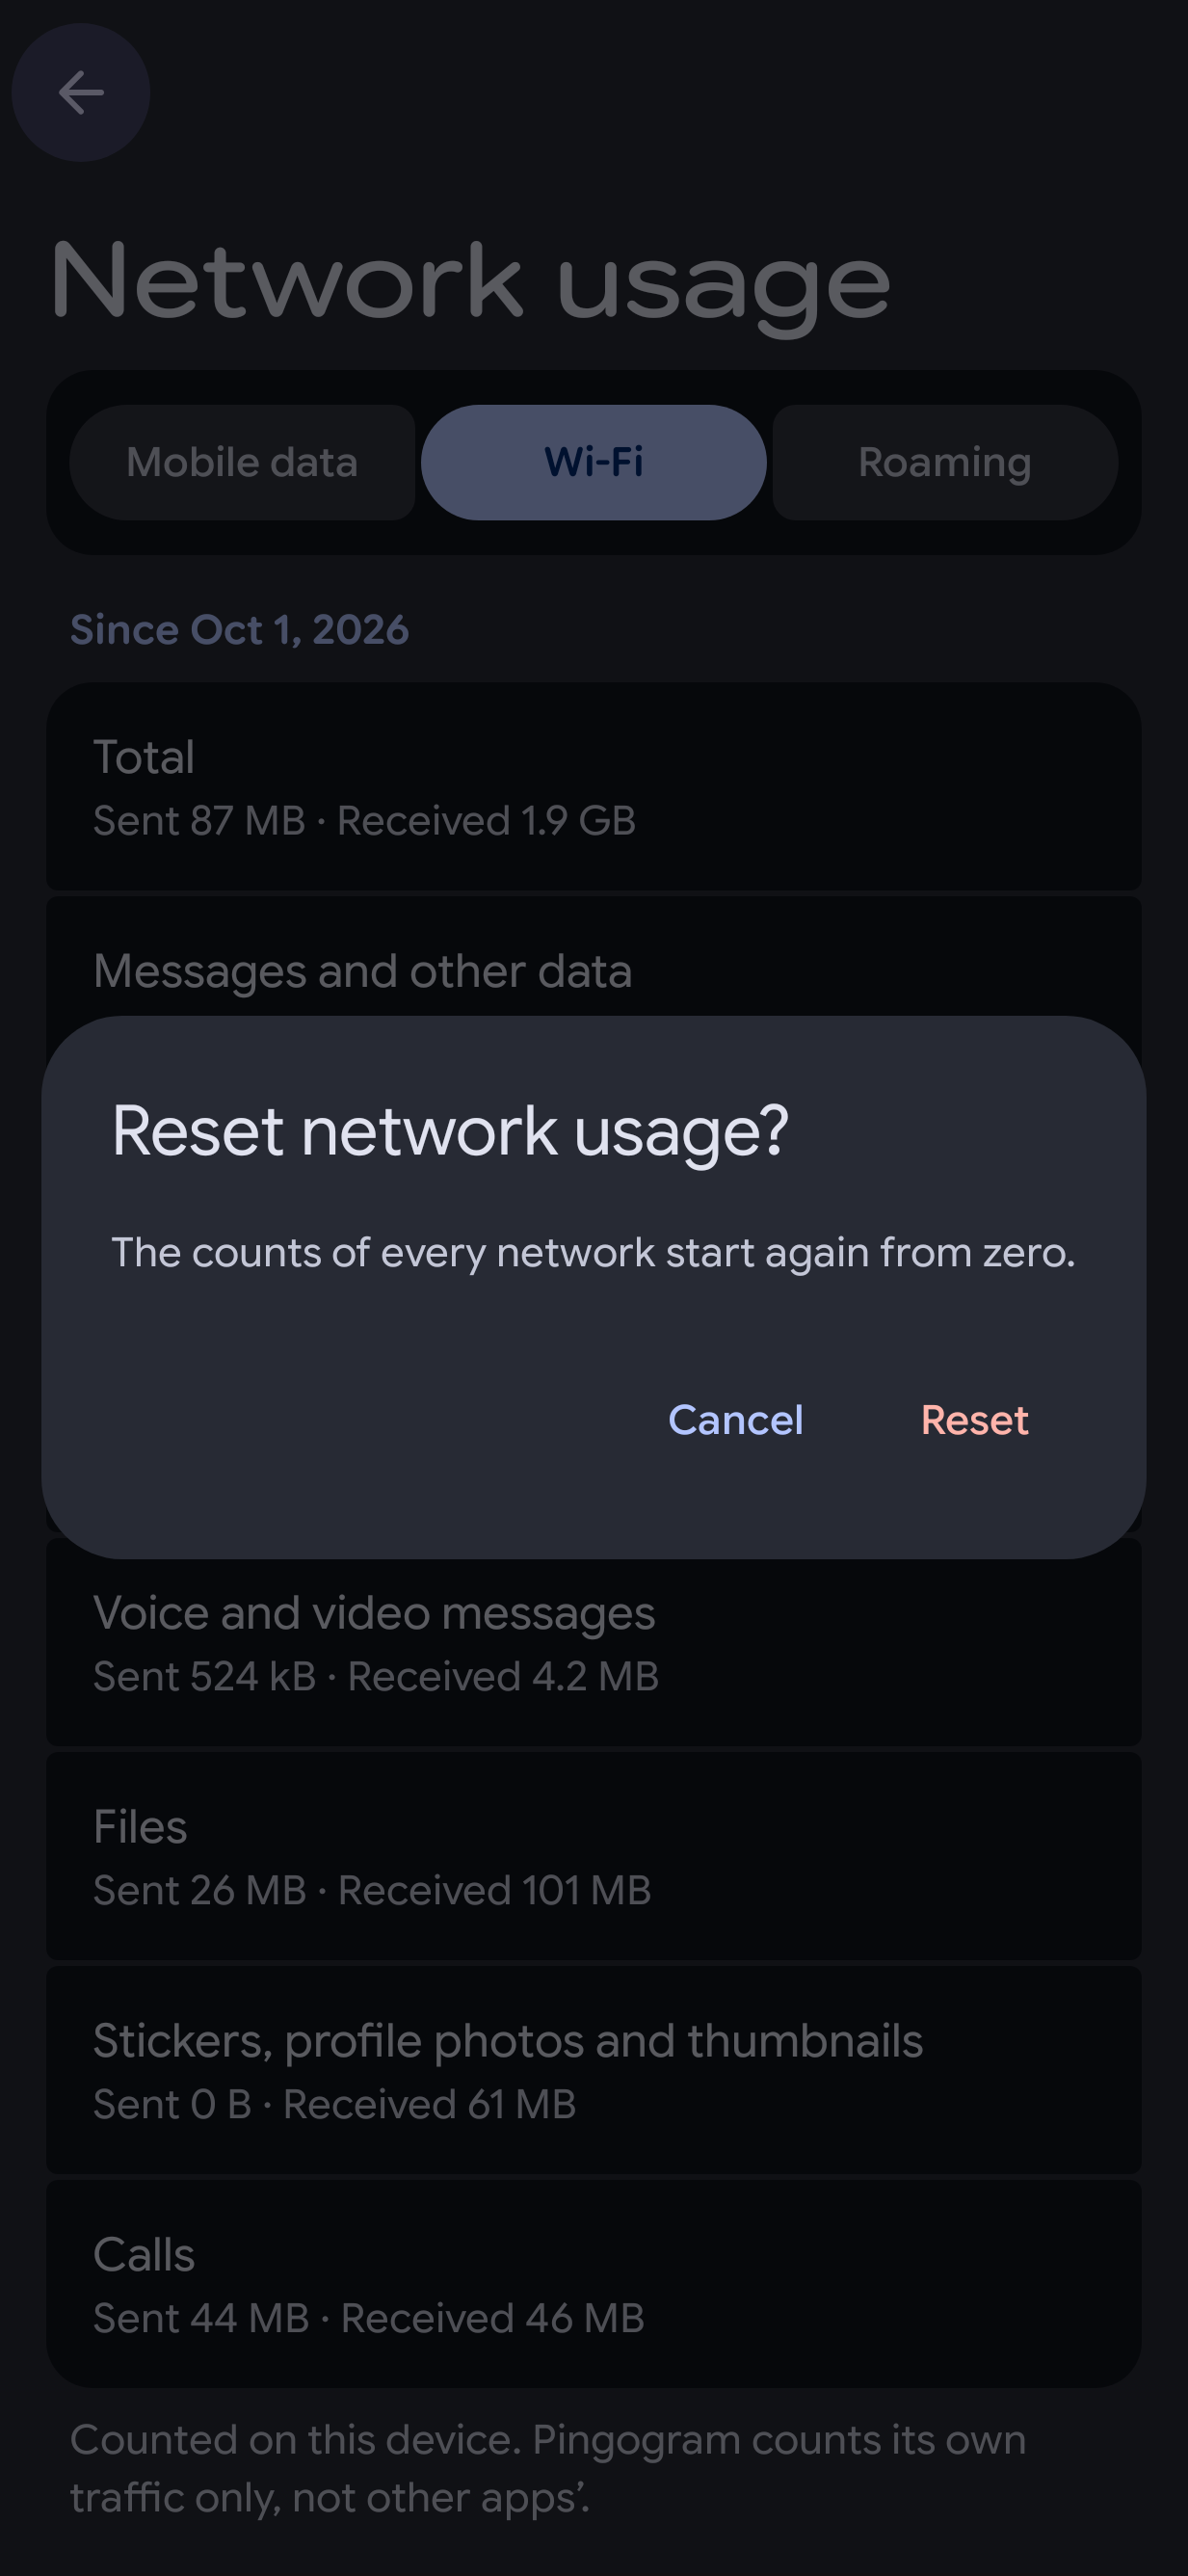 Network usage
Mobile data
Wi-Fi
Roaming
Since Oct 1, 2026
Total
Sent 87 MB · Received 1.9 GB
Messages and other data
Reset network usage?
The counts of every network start again from zero.
Cancel
Reset
Voice and video messages
Sent 524 kB · Received 4.2 MB
Files
Sent 26 MB · Received 101 MB
Stickers, profile photos and thumbnails
Sent 0 B · Received 61 MB
Calls
Sent 44 MB · Received 46 MB
Counted on this device. Pingogram counts its own
traffic only, not other apps’.